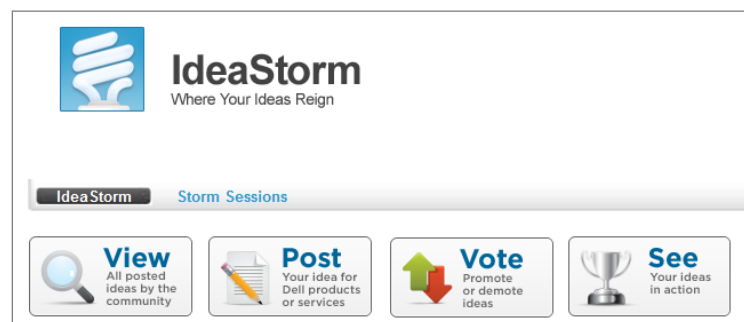 IdeaStorm
Where Your Ideas Reign
IdeaStorm
Storm Sessions
View
All posted
ideas by the
community
Post
Your idea for
Dell products
or services
Vote
Promote
or demote
ideas
See
Your ideas
in action